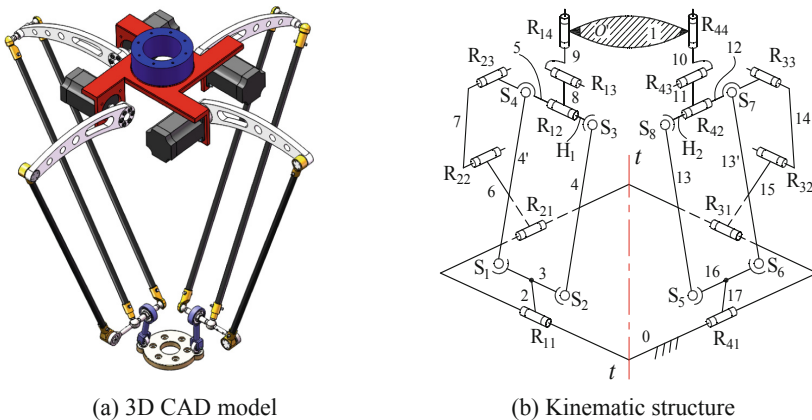 R14 O 1 R44
9 10 12
5
R23 R13 R43 R33
S4 8 11 S7
R12 S3 S8 R42
7 H1 H2 14
R22 4' 4 13 13' R32
t
6 15
R21 R31
S1 3 16 S6
2 S2 S5 17
R11 0 R41
t
(a) 3D CAD model (b) Kinematic structure